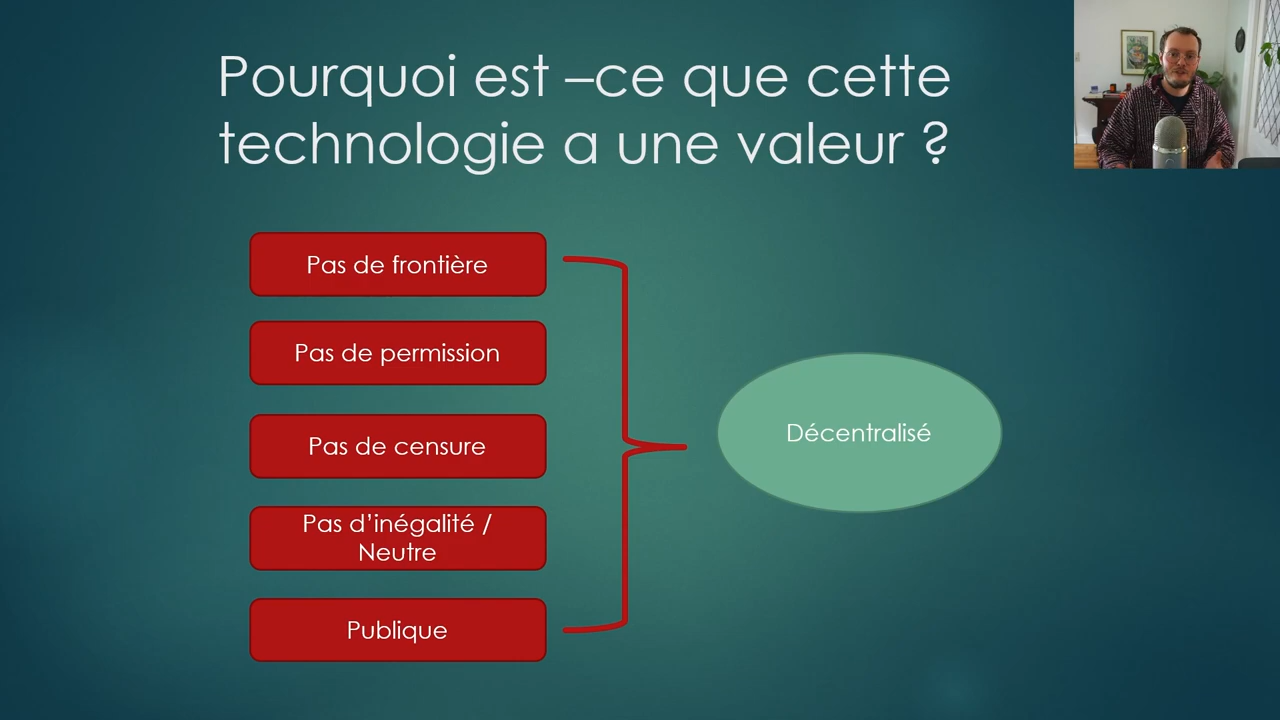 Pourquoi est –ce que cette
technologie a une valeur ?
Pas de frontière
Pas de permission
Pas de censure
Pas d’inégalité /
Neutre
Publique
Décentralisé